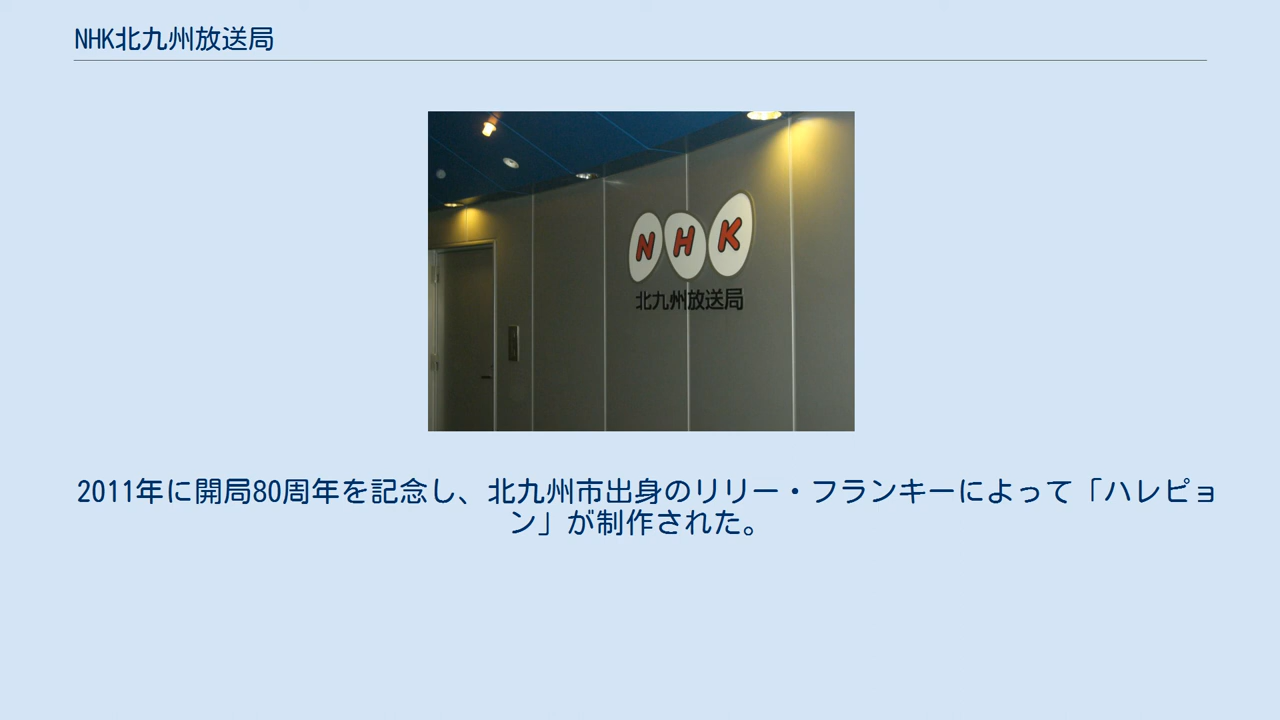 NHK北九州放送局
NHK
北九州放送局
2011年に開局80周年を記念し、北九州市出身のリリー・フランキーによって「ハレピョ
ン」が制作された。